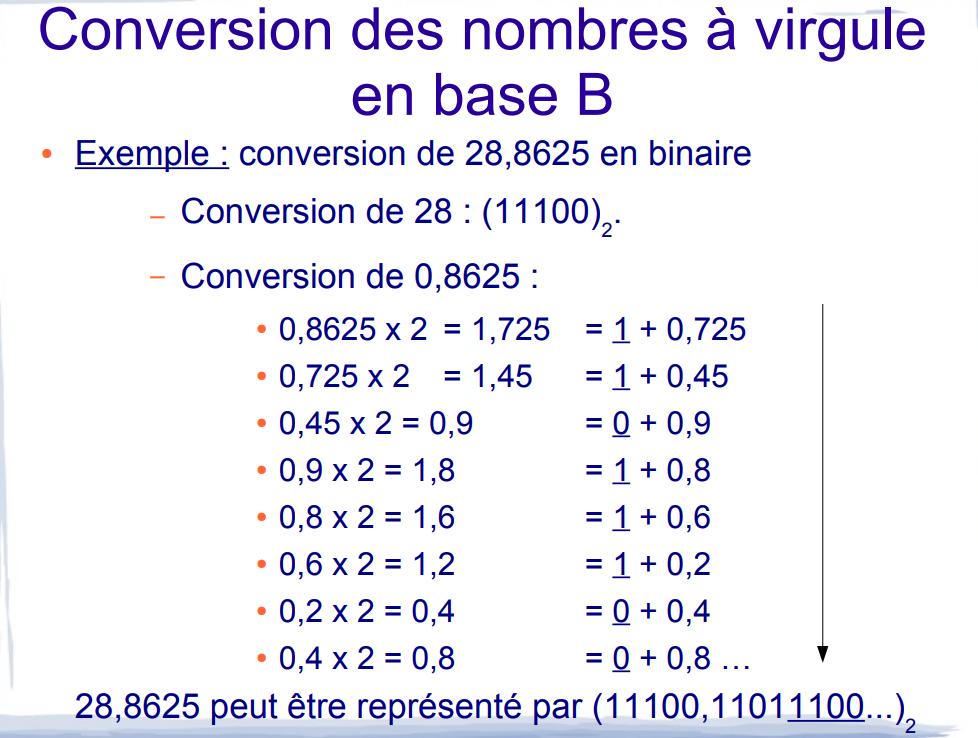 Conversion des nombres à virgule
en base B
• Exemple : conversion de 28,8625 en binaire
– Conversion de 28 : (11100)2.
– Conversion de 0,8625 :
• 0,8625 x 2 = 1,725 = 1 + 0,725
• 0,725 x 2 = 1,45 = 1 + 0,45
• 0,45 x 2 = 0,9 = 0 + 0,9
• 0,9 x 2 = 1,8 = 1 + 0,8
• 0,8 x 2 = 1,6 = 1 + 0,6
• 0,6 x 2 = 1,2 = 1 + 0,2
• 0,2 x 2 = 0,4 = 0 + 0,4
• 0,4 x 2 = 0,8 = 0 + 0,8 …
28,8625 peut être représenté par (11100,11011100...)2